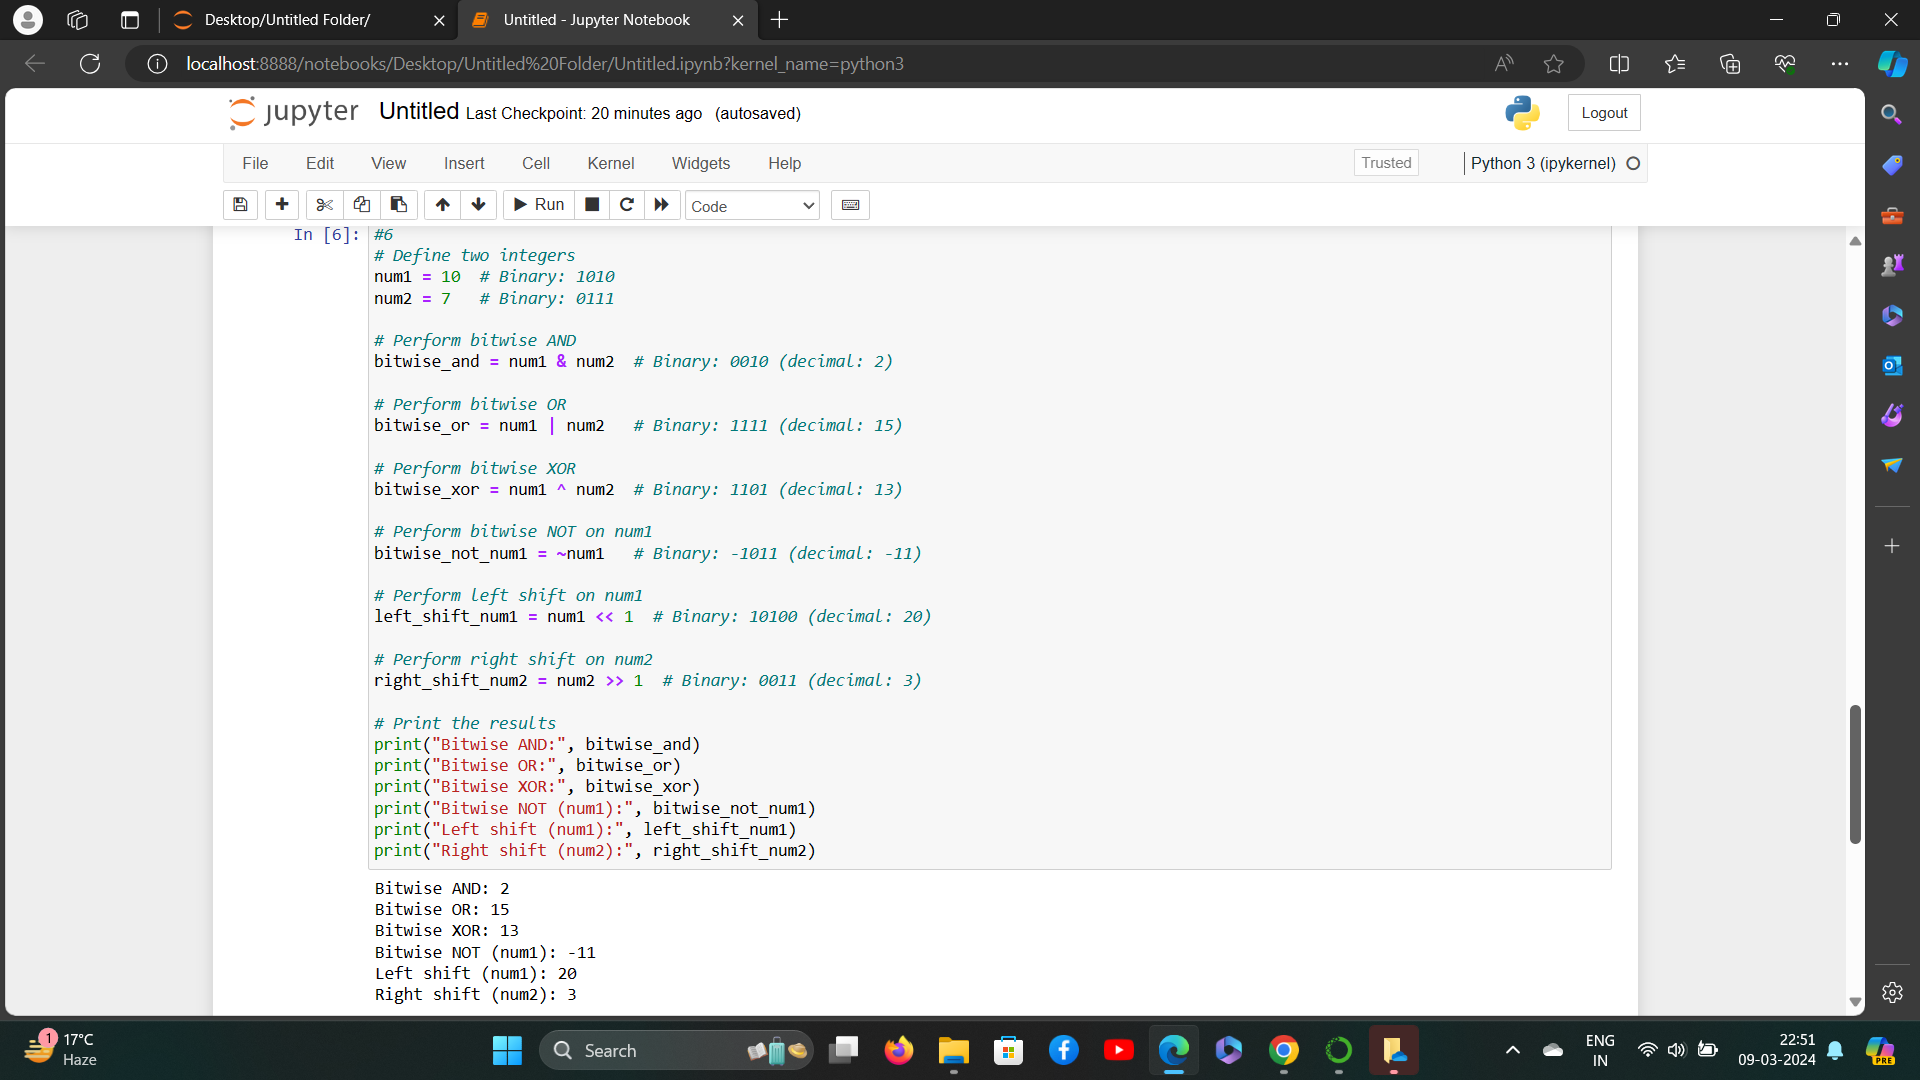 Desktop/Untitled Folder/
Untitled - Jupyter Notebook
localhost:8888/notebooks/Desktop/Untitled%20Folder/Untitled.ipynb?kernel_name=python3
jupyter Untitled Last Checkpoint: 20 minutes ago (autosaved)
Logout
File Edit View Insert Cell Kernel Widgets Help
Trusted
Python 3 (ipykernel)
Run
Code
In [6]: #6
# Define two integers
num1 = 10  # Binary: 1010
num2 = 7   # Binary: 0111
# Perform bitwise AND
bitwise_and = num1 & num2  # Binary: 0010 (decimal: 2)
# Perform bitwise OR
bitwise_or = num1 | num2   # Binary: 1111 (decimal: 15)
# Perform bitwise XOR
bitwise_xor = num1 ^ num2  # Binary: 1101 (decimal: 13)
# Perform bitwise NOT on num1
bitwise_not_num1 = ~num1   # Binary: -1011 (decimal: -11)
# Perform left shift on num1
left_shift_num1 = num1 << 1  # Binary: 10100 (decimal: 20)
# Perform right shift on num2
right_shift_num2 = num2 >> 1  # Binary: 0011 (decimal: 3)
# Print the results
print("Bitwise AND:", bitwise_and)
print("Bitwise OR:", bitwise_or)
print("Bitwise XOR:", bitwise_xor)
print("Bitwise NOT (num1):", bitwise_not_num1)
print("Left shift (num1):", left_shift_num1)
print("Right shift (num2):", right_shift_num2)
Bitwise AND: 2
Bitwise OR: 15
Bitwise XOR: 13
Bitwise NOT (num1): -11
Left shift (num1): 20
Right shift (num2): 3
1
17°C
Haze
Search
ENG
IN
22:51
09-03-2024
PRE